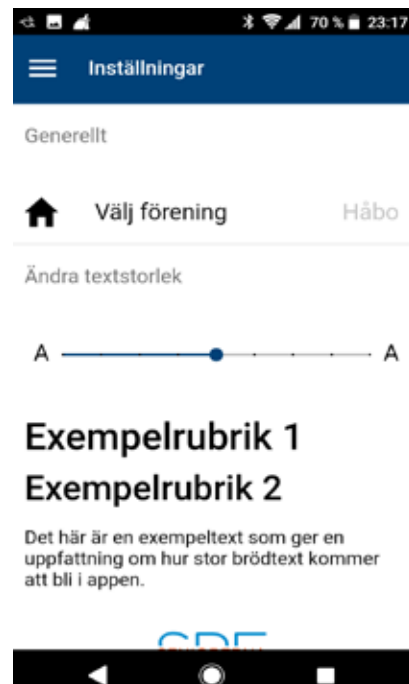 70 % 23:17
Inställningar
Generellt
Välj förening Håbo
Ändra textstorlek
A A
Exempelrubrik 1
Exempelrubrik 2
Det här är en exempeltext som ger en
uppfattning om hur stor brödtext kommer
att bli i appen.
SPF